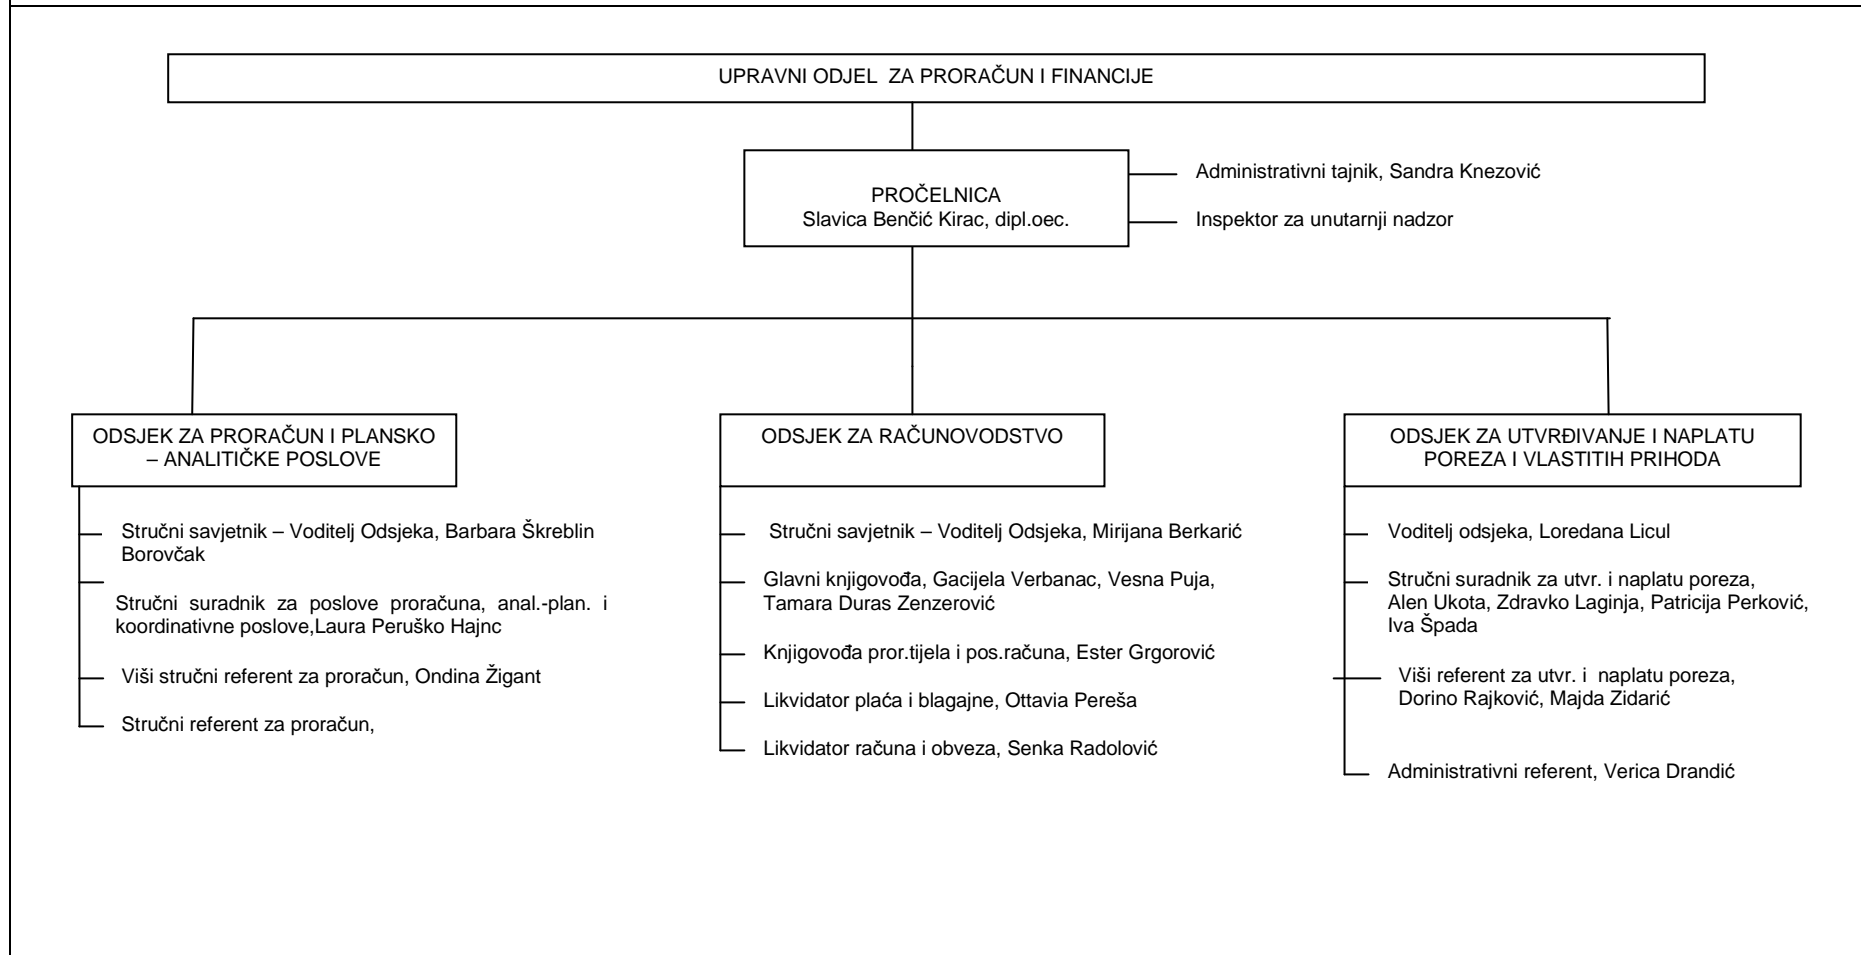 UPRAVNI ODJEL ZA PRORAČUN I FINANCIJE
PROČELNICA
Slavica Benčić Kirac, dipl.oec.
Administrativni tajnik, Sandra Knezović
Inspektor za unutarnji nadzor
ODSJEK ZA PRORAČUN I PLANSKO
– ANALITIČKE POSLOVE
Stručni savjetnik – Voditelj Odsjeka, Barbara Škreblin
Borovčak
Stručni suradnik za poslove proračuna, anal.-plan. i
koordinativne poslove,Laura Peruško Hajnc
Viši stručni referent za proračun, Ondina Žigant
Stručni referent za proračun,
ODSJEK ZA RAČUNOVODSTVO
Stručni savjetnik – Voditelj Odsjeka, Mirijana Berkarić
Glavni knjigovođa, Gacijela Verbanac, Vesna Puja,
Tamara Duras Zenzerović
Knjigovođa pror.tijela i pos.računa, Ester Grgorović
Likvidator plaća i blagajne, Ottavia Pereša
Likvidator računa i obveza, Senka Radolović
ODSJEK ZA UTVRĐIVANJE I NAPLATU
POREZA I VLASTITIH PRIHODA
Voditelj odsjeka, Loredana Licul
Stručni suradnik za utvr. i naplatu poreza,
Alen Ukota, Zdravko Laginja, Patricija Perković,
Iva Špada
Viši referent za utvr. i naplatu poreza,
Dorino Rajković, Majda Zidarić
Administrativni referent, Verica Drandić